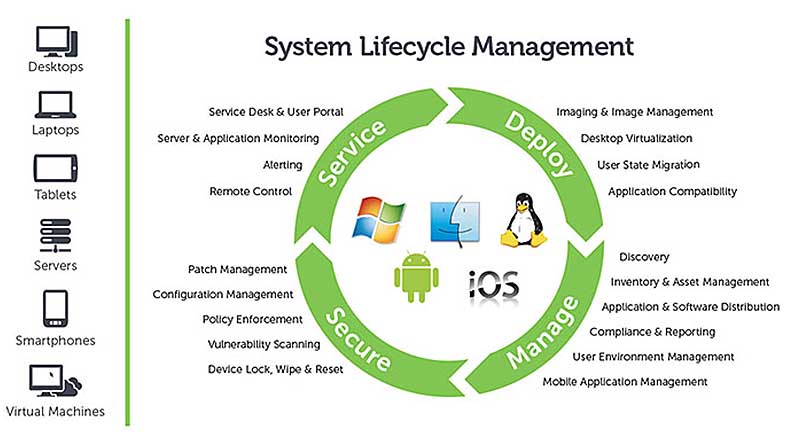 System Lifecycle Management
Desktops
Laptops
Tablets
Servers
Smartphones
Virtual Machines
Service
Service Desk & User Portal
Server & Application Monitoring
Alerting
Remote Control
Deploy
Imaging & Image Management
Desktop Virtualization
User State Migration
Application Compatibility
Manage
Discovery
Inventory & Asset Management
Application & Software Distribution
Compliance & Reporting
User Environment Management
Mobile Application Management
Secure
Patch Management
Configuration Management
Policy Enforcement
Vulnerability Scanning
Device Lock, Wipe & Reset
iOS